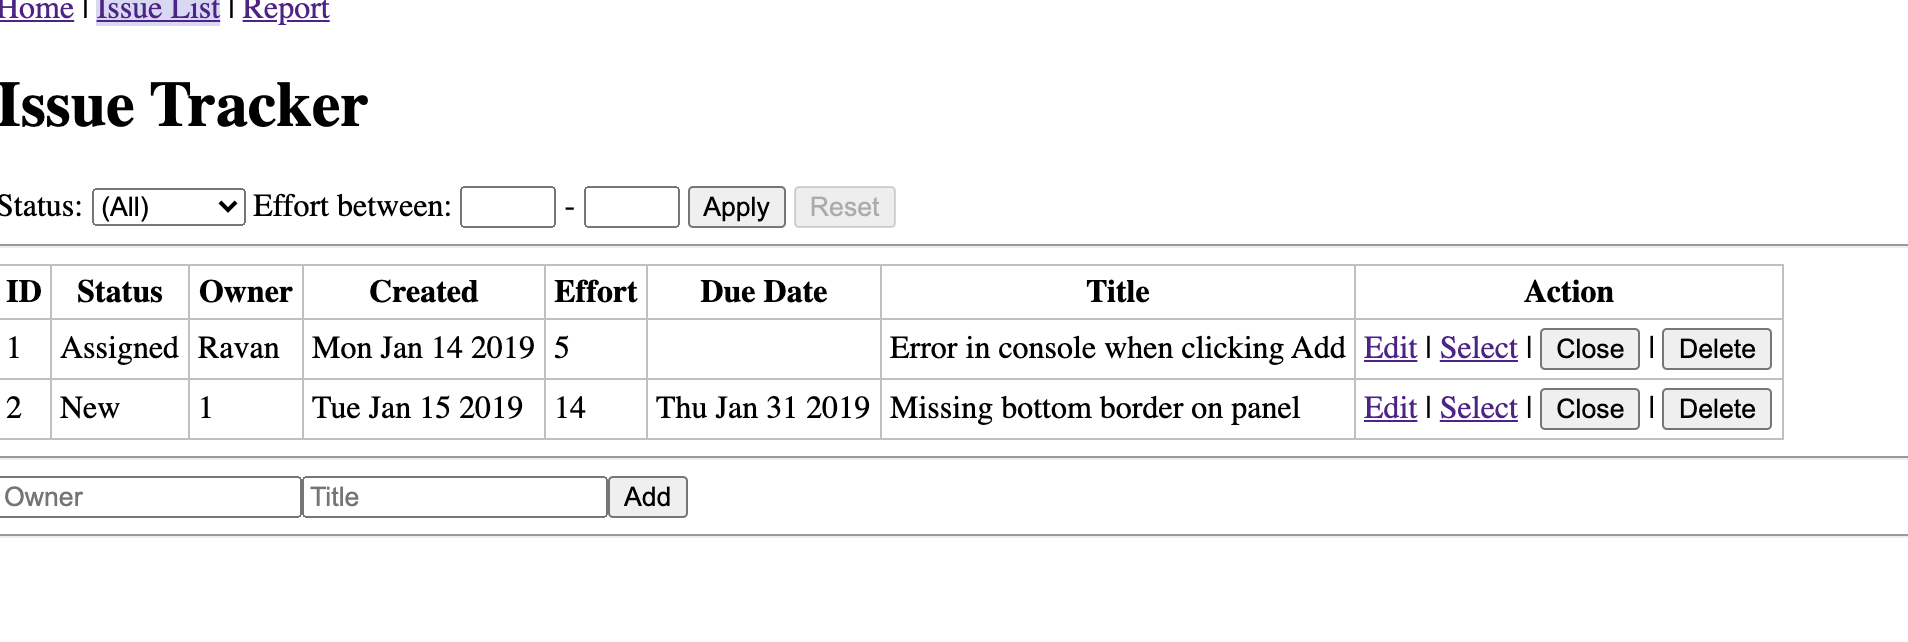 Home | Issue List | Report
Issue Tracker
Status: (All) Effort between: - Apply Reset
ID Status Owner Created Effort Due Date Title Action
1 Assigned Ravan Mon Jan 14 2019 5 Error in console when clicking Add Edit | Select | Close | Delete
2 New 1 Tue Jan 15 2019 14 Thu Jan 31 2019 Missing bottom border on panel Edit | Select | Close | Delete
Owner Title Add